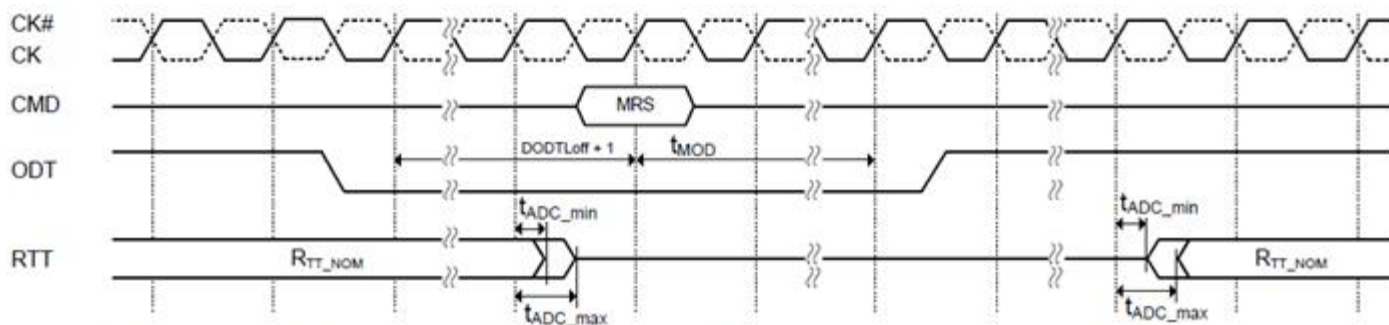 CK#
CK
CMD
MRS
DODTLoff + 1
tMOD
ODT
tADC_min
tADC_min
RTT
RTT_NOM
RTT_NOM
tADC_max
tADC_max